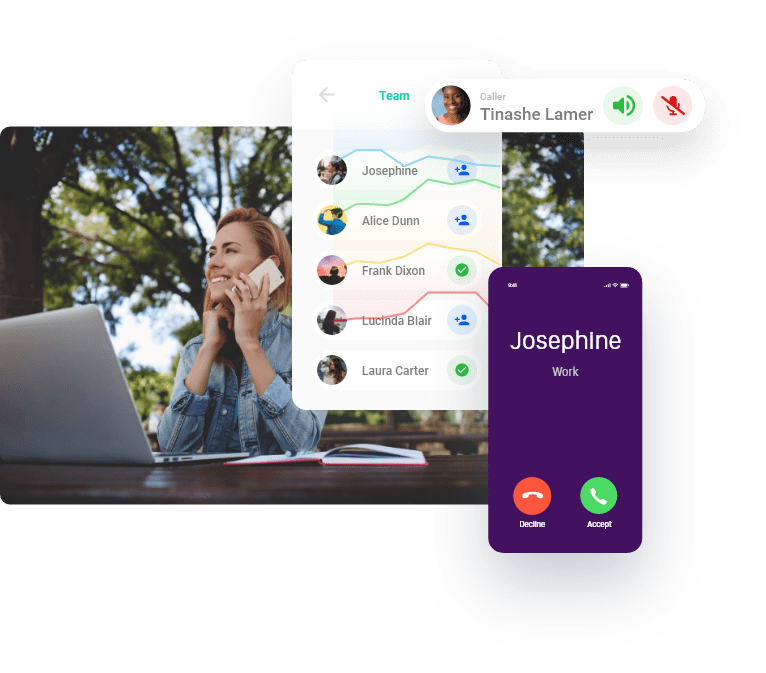 Team
Caller
Tinashe Lamer
Josephine
Alice Dunn
Frank Dixon
Lucinda Blair
Laura Carter
9:41
Josephine
Work
Decline
Accept